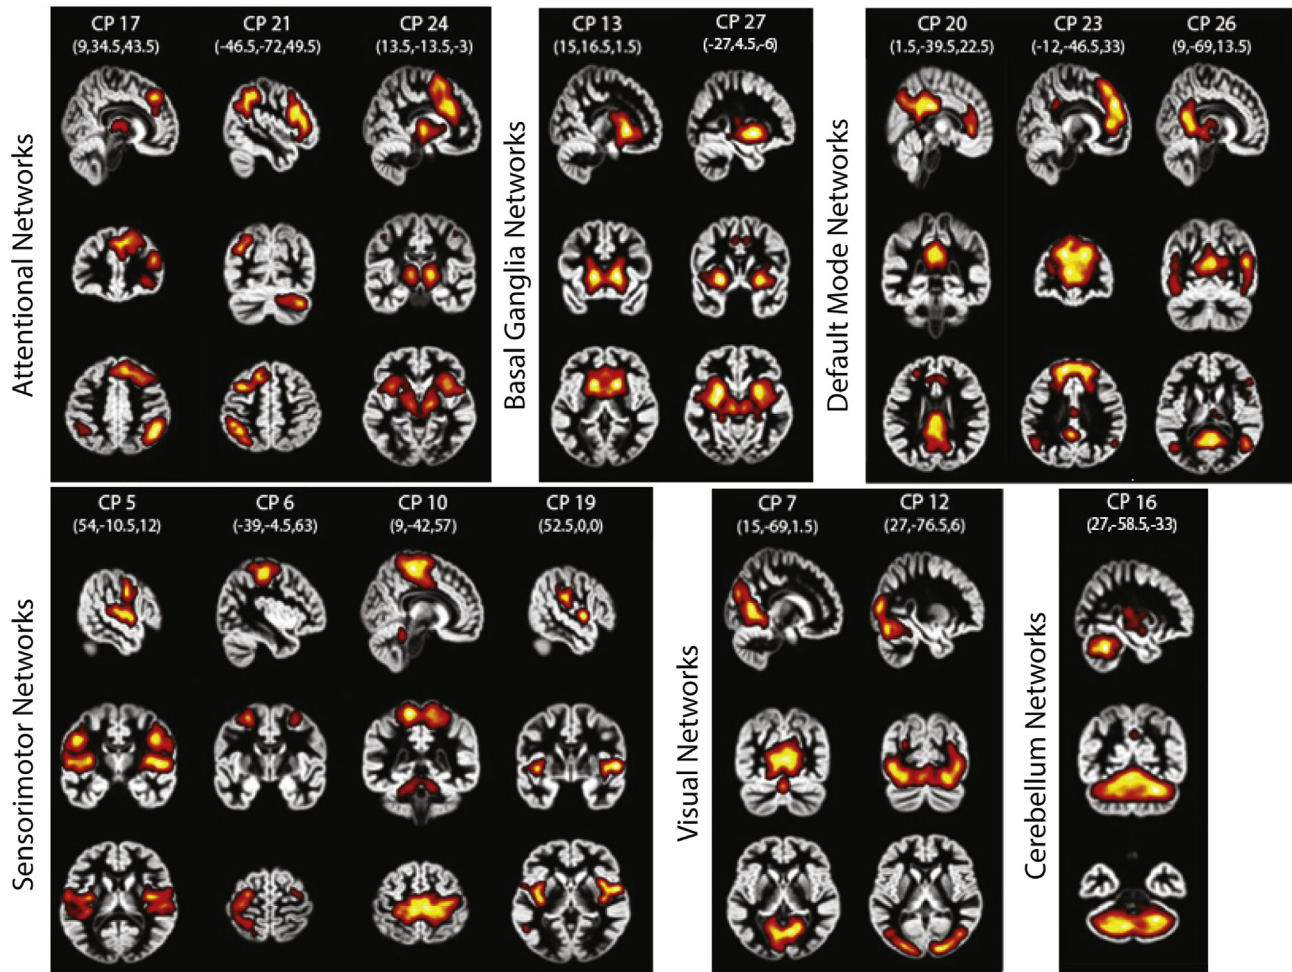 Attentional Networks
CP 17
(9,34.5,43.5)
CP 21
(-46.5,-72,49.5)
CP 24
(13.5,-13.5,-3)
Basal Ganglia Networks
CP 13
(15,16.5,1.5)
CP 27
(-27,4.5,-6)
Default Mode Networks
CP 20
(1.5,-39.5,22.5)
CP 23
(-12,-46.5,33)
CP 26
(9,-69,13.5)
Sensorimotor Networks
CP 5
(54,-10.5,12)
CP 6
(-39,-4.5,63)
CP 10
(9,-42,57)
CP 19
(52.5,0,0)
Visual Networks
CP 7
(15,-69,1.5)
CP 12
(27,-76.5,6)
Cerebellum Networks
CP 16
(27,-58.5,-33)